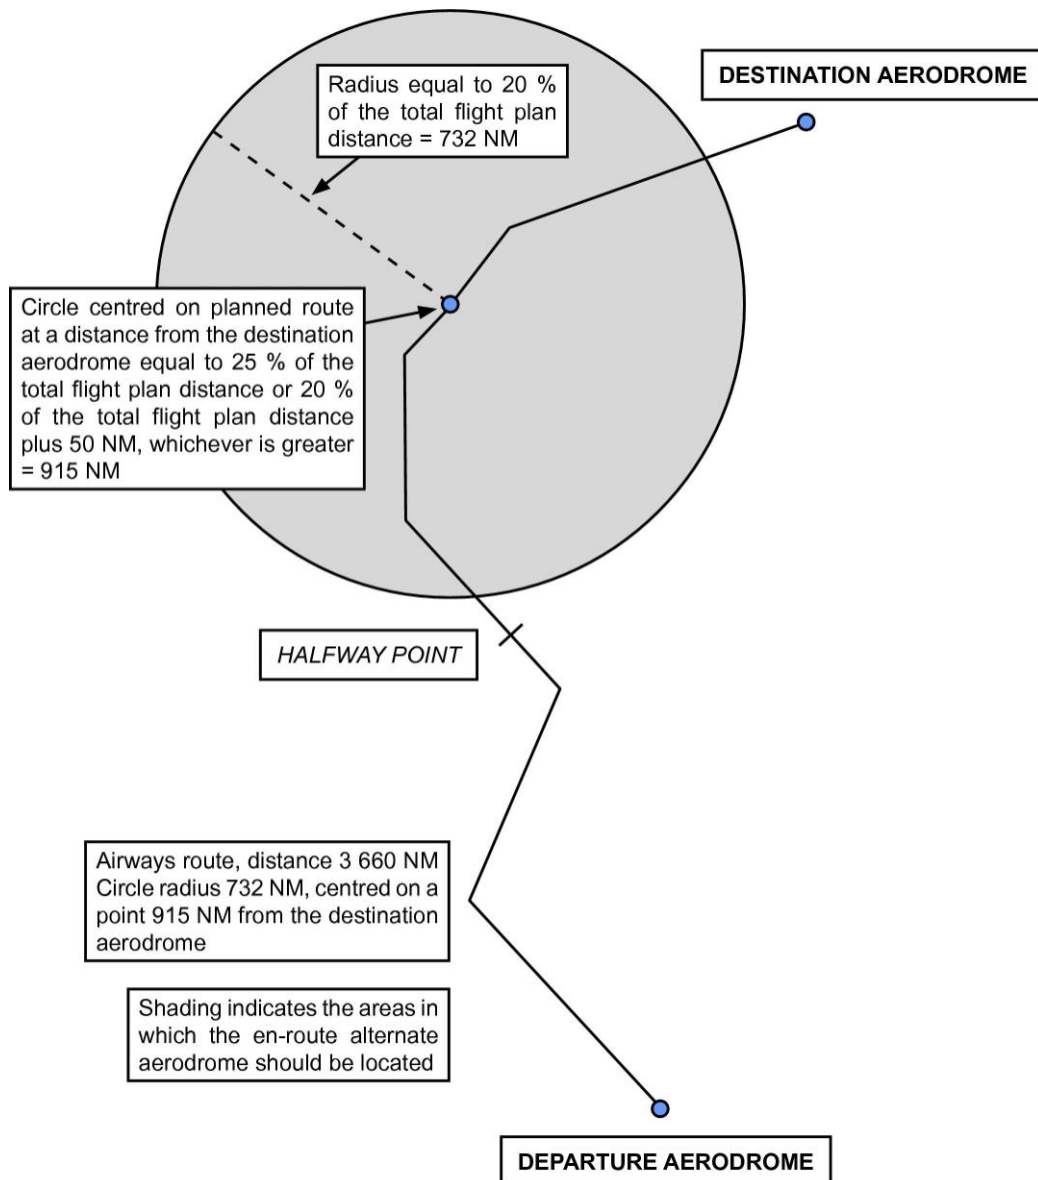 Radius equal to 20 %
of the total flight plan
distance = 732 NM
DESTINATION AERODROME
Circle centred on planned route
at a distance from the destination
aerodrome equal to 25 % of the
total flight plan distance or 20 %
of the total flight plan distance
plus 50 NM, whichever is greater
= 915 NM
HALFWAY POINT
Airways route, distance 3 660 NM
Circle radius 732 NM, centred on a
point 915 NM from the destination
aerodrome
Shading indicates the areas in
which the en-route alternate
aerodrome should be located
DEPARTURE AERODROME